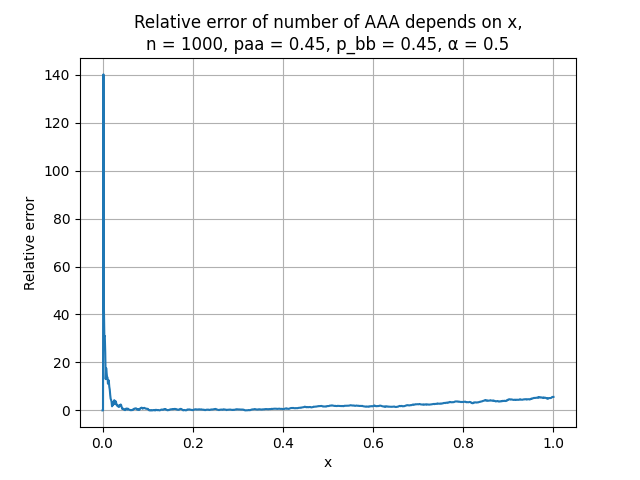 Relative error of number of AAA depends on x,
n = 1000, paa = 0.45, p_bb = 0.45, α = 0.5
140
120
100
80
60
40
20
0
Relative error
0.0 0.2 0.4 0.6 0.8 1.0
x